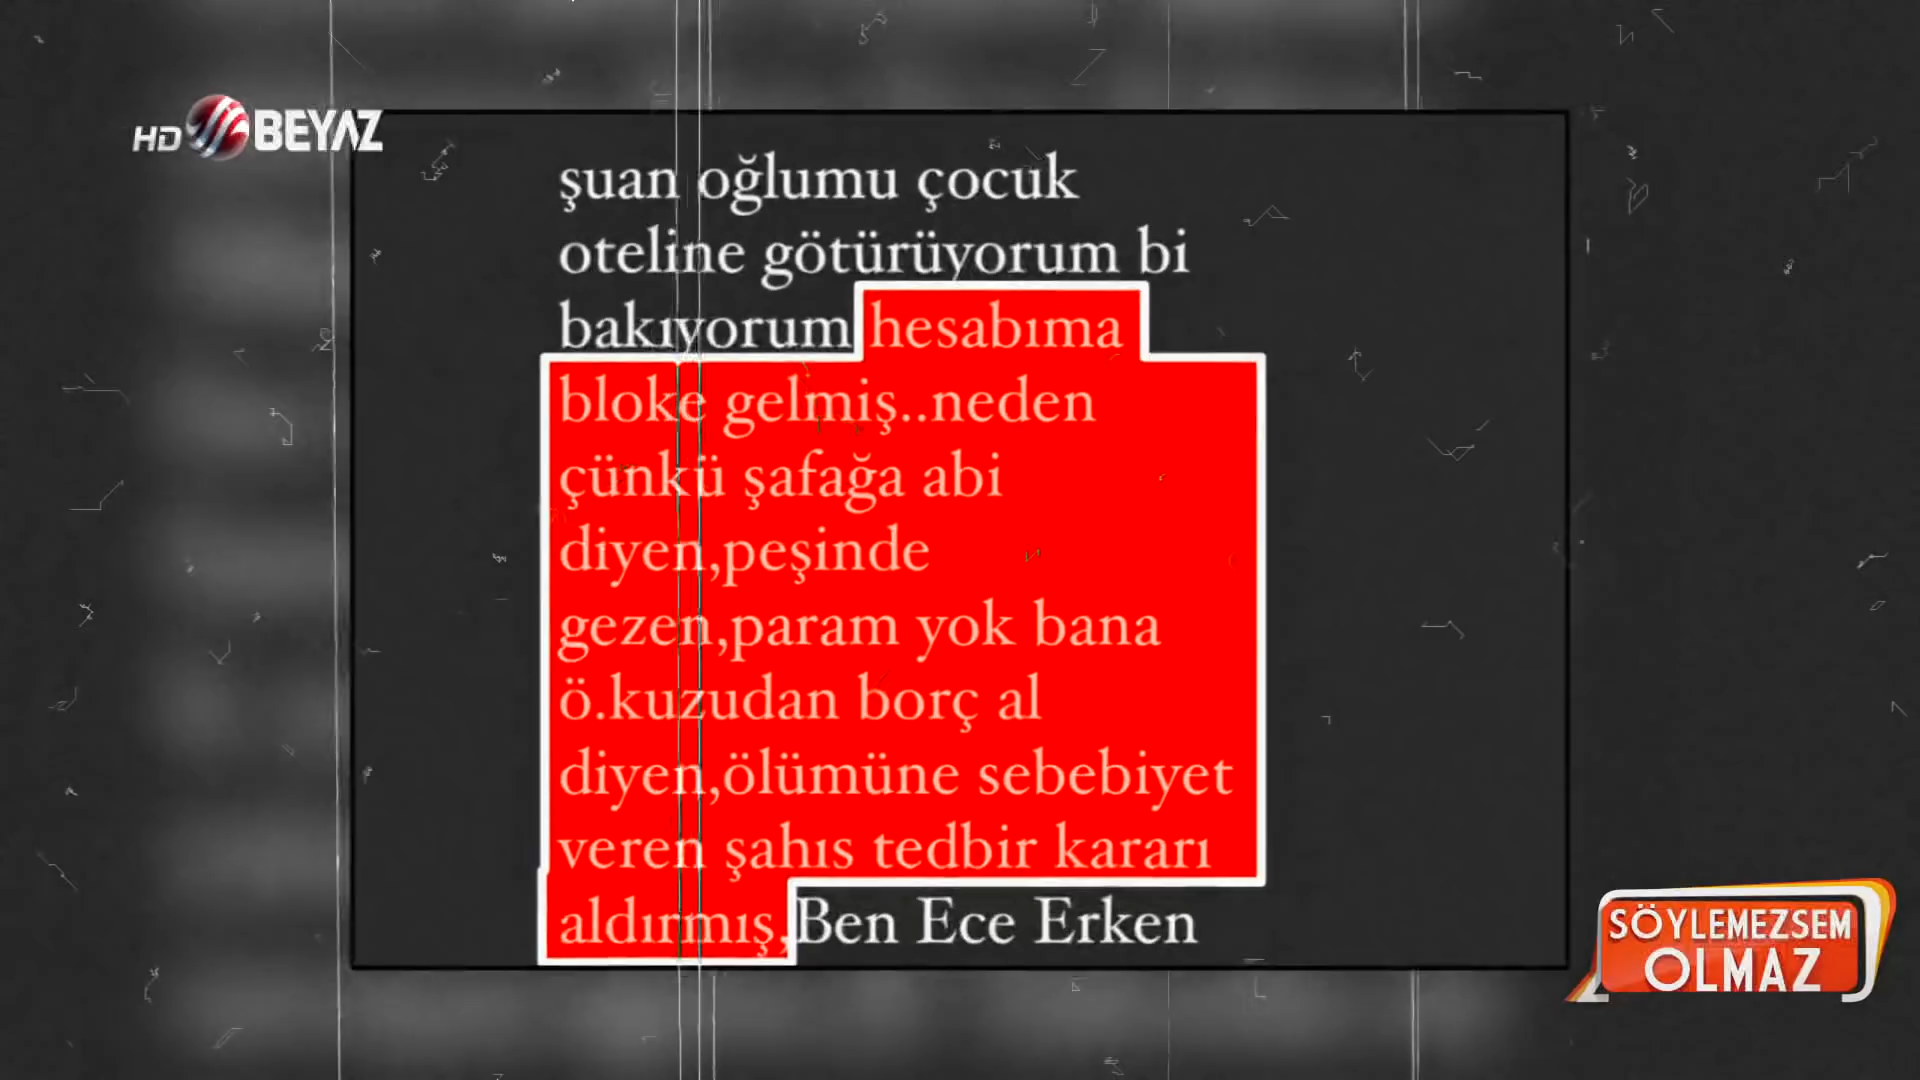 HD BEYAZ
şuan oğlumu çocuk
oteline götürüyorum bi
bakıyorum hesabıma
bloke gelmiş..neden
çünkü şafağa abi
diyen,peşinde
gezen,param yok bana
ö.kuzudan borç al
diyen,ölümüne sebebiyet
veren şahıs tedbir kararı
aldırmış,Ben Ece Erken
SÖYLEMEZSEM
OLMAZ